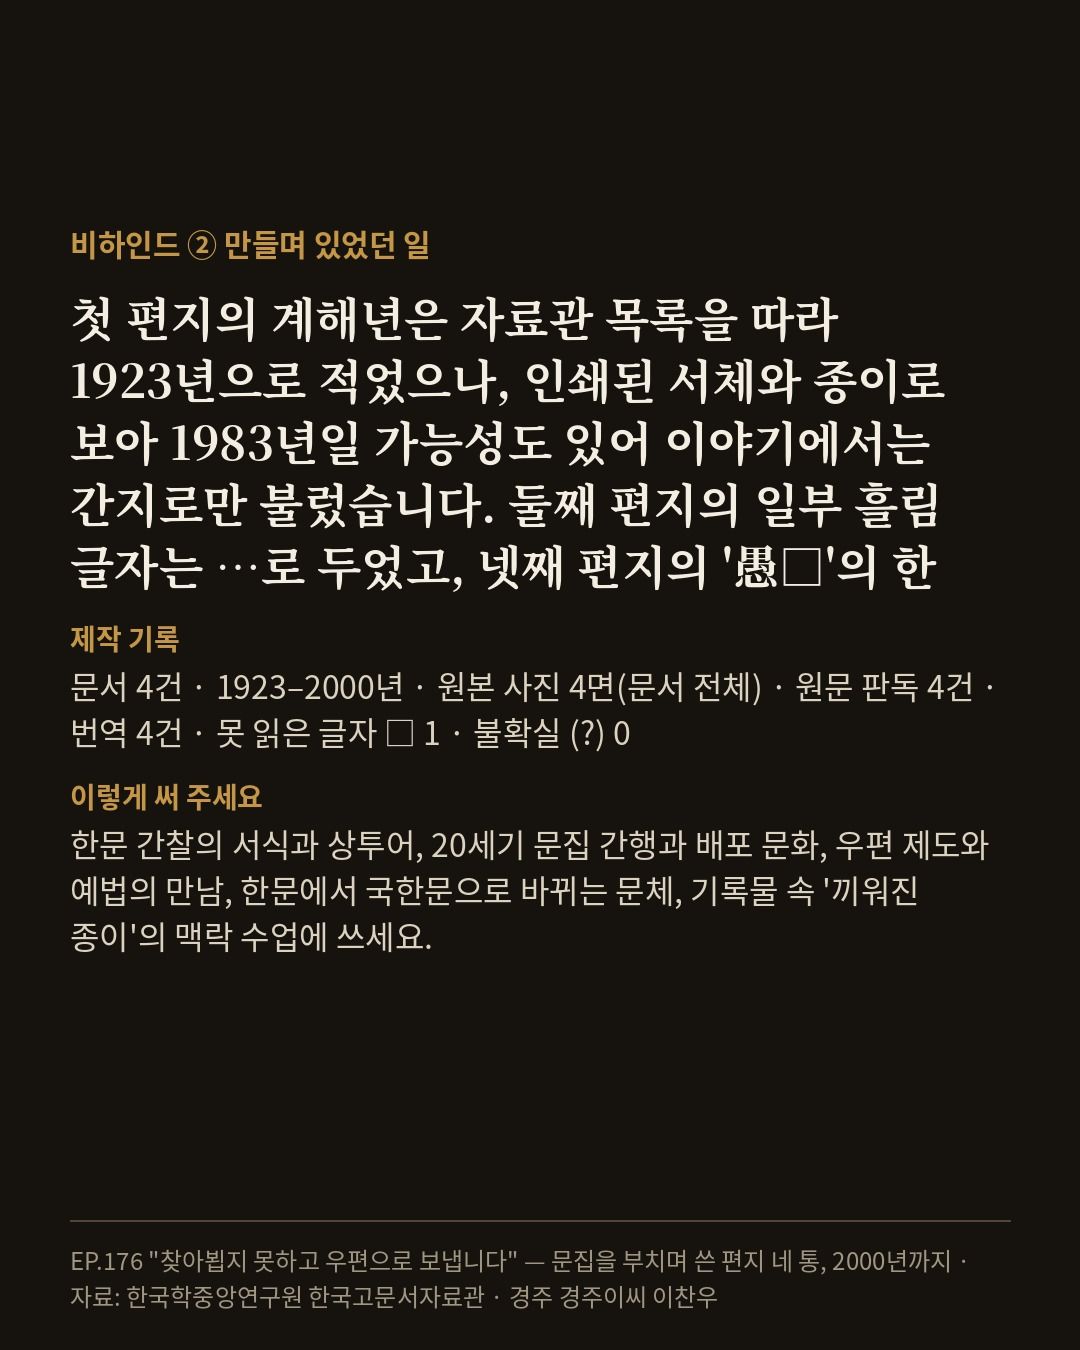 비하인드 ② 만들며 있었던 일
첫 편지의 계해년은 자료관 목록을 따라
1923년으로 적었으나, 인쇄된 서체와 종이로
보아 1983년일 가능성도 있어 이야기에서는
간지로만 불렀습니다. 둘째 편지의 일부 흘림
글자는 …로 두었고, 넷째 편지의 '愚□'의 한
제작 기록
문서 4건 · 1923–2000년 · 원본 사진 4면(문서 전체) · 원문 판독 4건 ·
번역 4건 · 못 읽은 글자 □ 1 · 불확실 (?) 0
이렇게 써 주세요
한문 간찰의 서식과 상투어, 20세기 문집 간행과 배포 문화, 우편 제도와
예법의 만남, 한문에서 국한문으로 바뀌는 문체, 기록물 속 '끼워진
종이'의 맥락 수업에 쓰세요.
EP.176 "찾아뵙지 못하고 우편으로 보냅니다" — 문집을 부치며 쓴 편지 네 통, 2000년까지 ·
자료: 한국학중앙연구원 한국고문서자료관 · 경주 경주이씨 이찬우